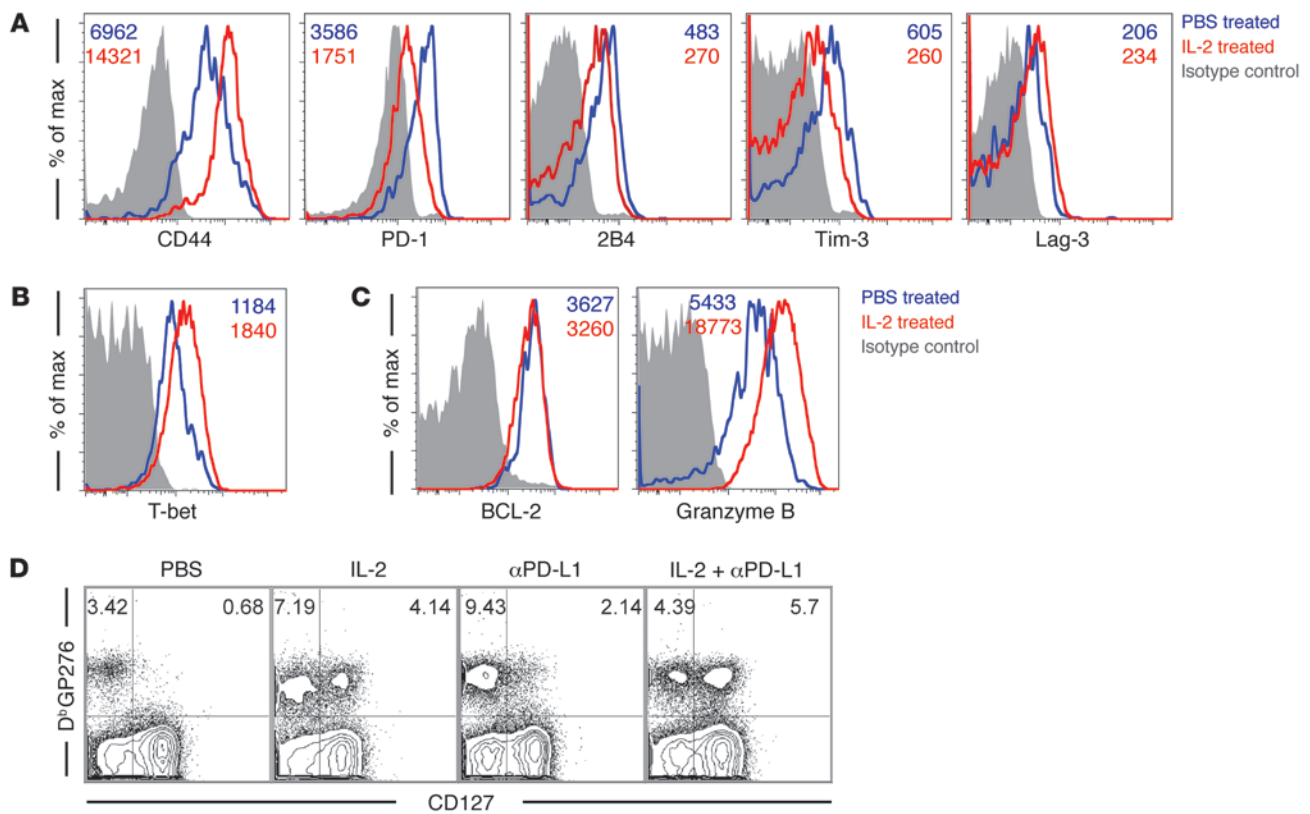 A
% of max
6962
14321
CD44
3586
1751
PD-1
483
270
2B4
605
260
Tim-3
206
234
Lag-3
PBS treated
IL-2 treated
Isotype control
B
% of max
1184
1840
T-bet
C
% of max
3627
3260
BCL-2
5433
18773
Granzyme B
PBS treated
IL-2 treated
Isotype control
D
PBS
IL-2
αPD-L1
IL-2 + αPD-L1
DᵇGP276
3.42 0.68
7.19 4.14
9.43 2.14
4.39 5.7
CD127